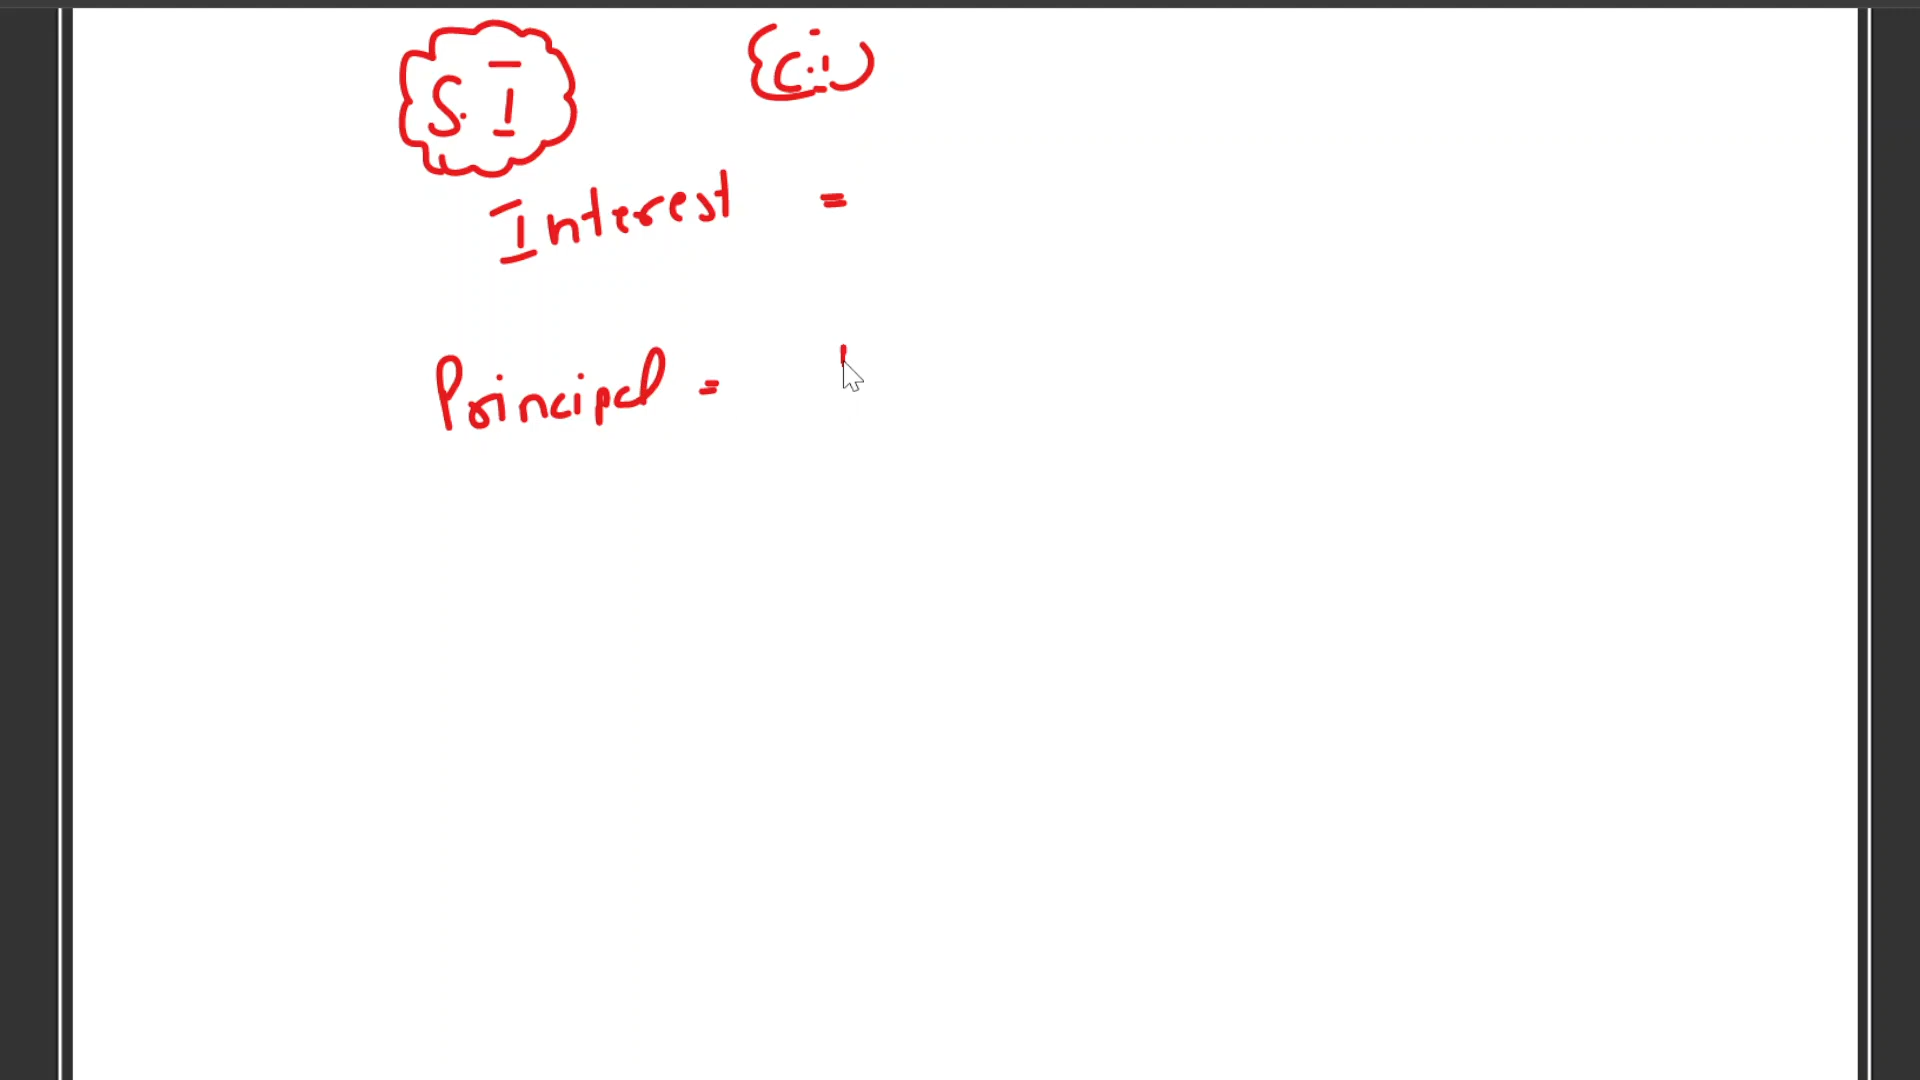 S. I (C.I)
Interest =
Principal =